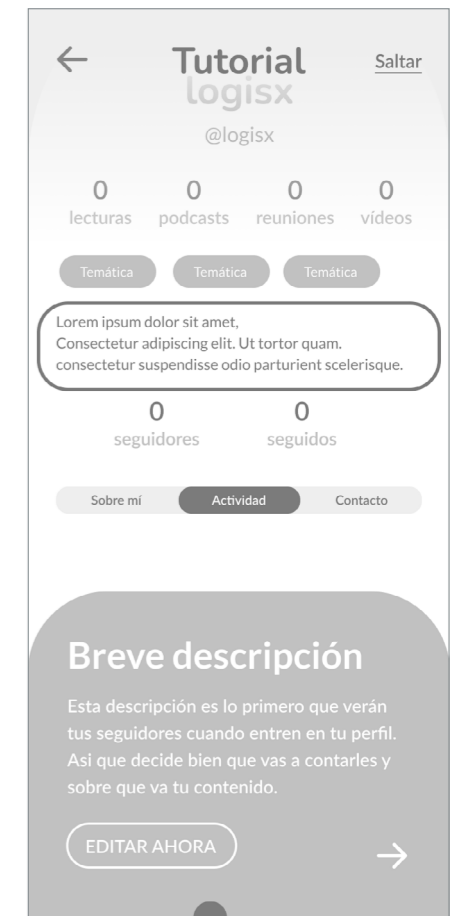 Tutorial
Saltar
logisx
@logisx
0 0 0 0
lecturas podcasts reuniones vídeos
Temática Temática Temática
Lorem ipsum dolor sit amet,
Consectetur adipiscing elit. Ut tortor quam.
consectetur suspendisse odio parturient scelerisque.
0 0
seguidores seguidos
Sobre mí Actividad Contacto
Breve descripción
Esta descripción es lo primero que verán
tus seguidores cuando entren en tu perfil.
Asi que decide bien que vas a contarles y
sobre que va tu contenido.
EDITAR AHORA